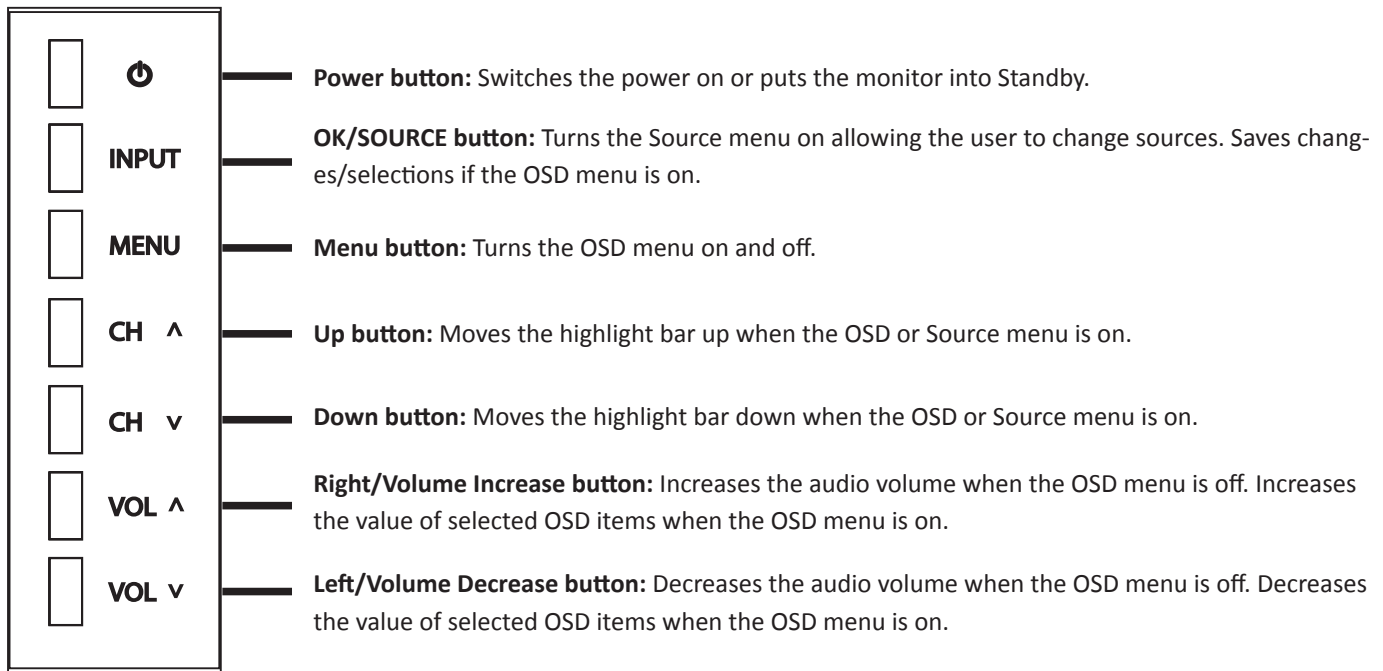 Power button: Switches the power on or puts the monitor into Standby.
INPUT
OK/SOURCE button: Turns the Source menu on allowing the user to change sources. Saves chang-
es/selections if the OSD menu is on.
MENU
Menu button: Turns the OSD menu on and off.
CH ∧
Up button: Moves the highlight bar up when the OSD or Source menu is on.
CH ∨
Down button: Moves the highlight bar down when the OSD or Source menu is on.
VOL ∧
Right/Volume Increase button: Increases the audio volume when the OSD menu is off. Increases
the value of selected OSD items when the OSD menu is on.
VOL ∨
Left/Volume Decrease button: Decreases the audio volume when the OSD menu is off. Decreases
the value of selected OSD items when the OSD menu is on.